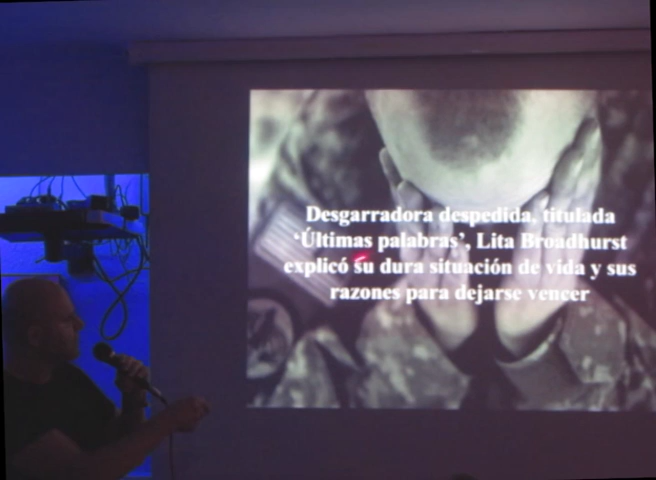 Desgarradora despedida, titulada
‘Últimas palabras’, Lita Broadhurst
explicó su dura situación de vida y sus
razones para dejarse vencer